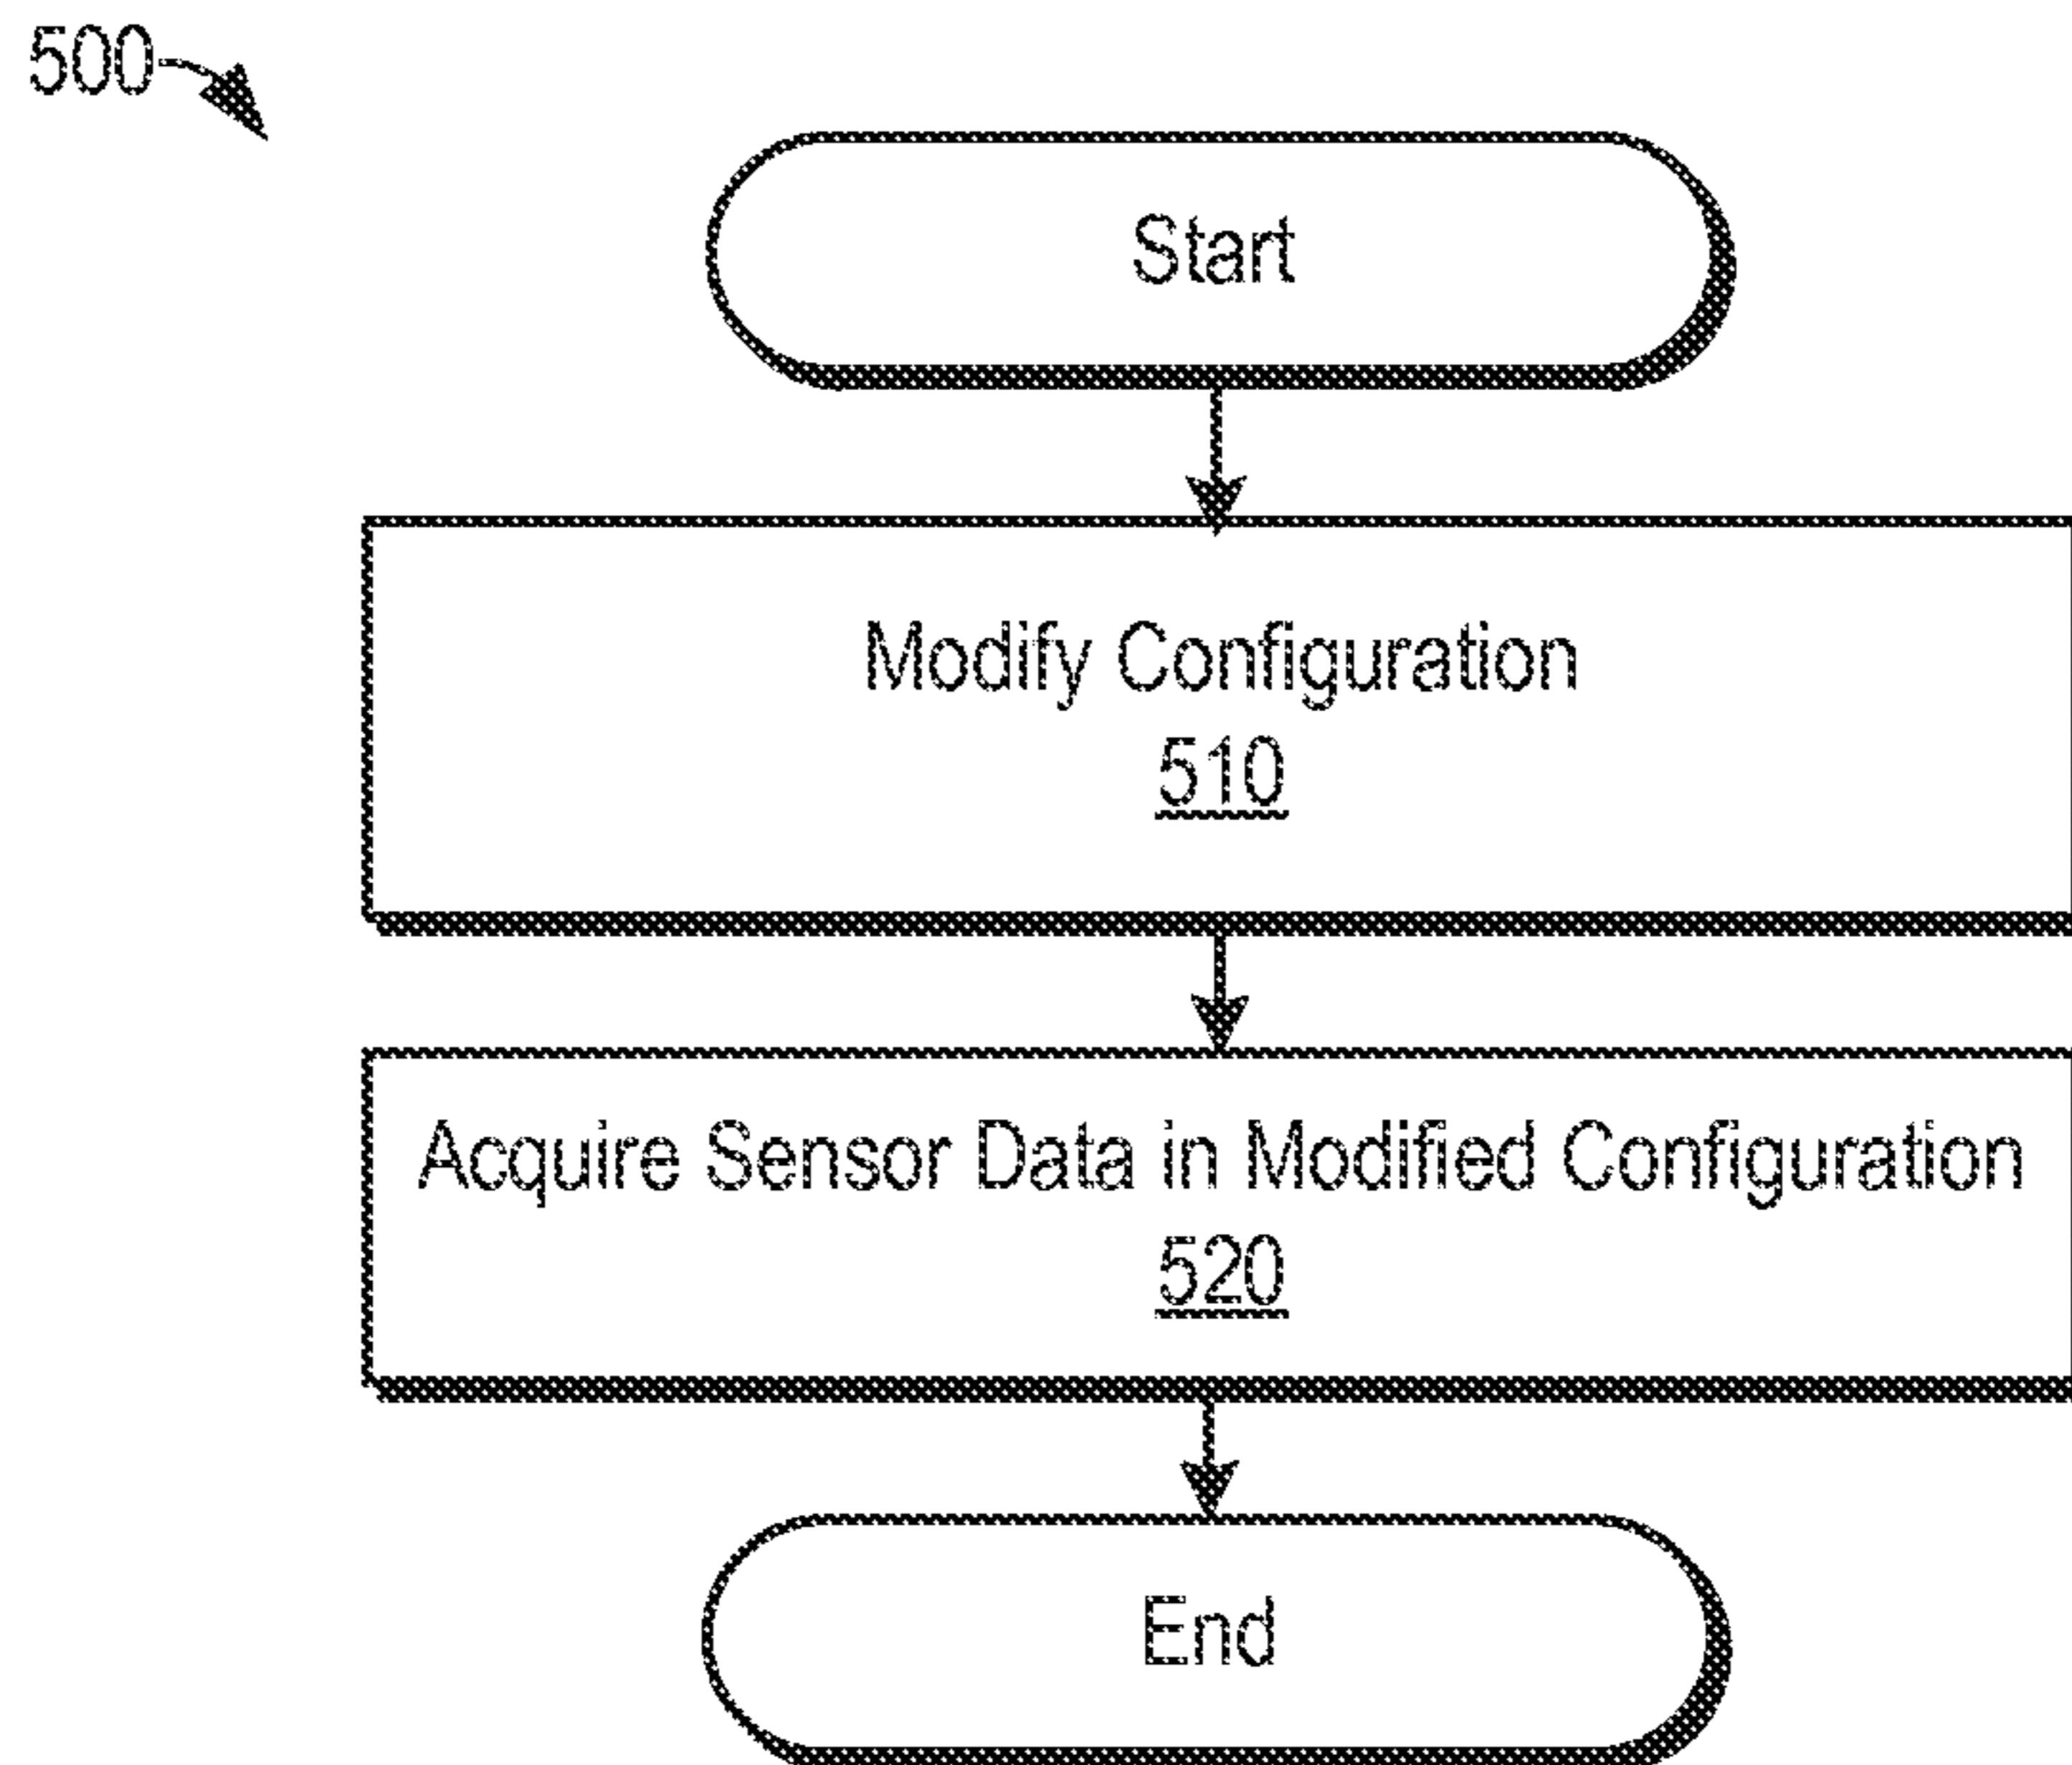 500
Start
Modify Configuration
510
Acquire Sensor Data in Modified Configuration
520
End